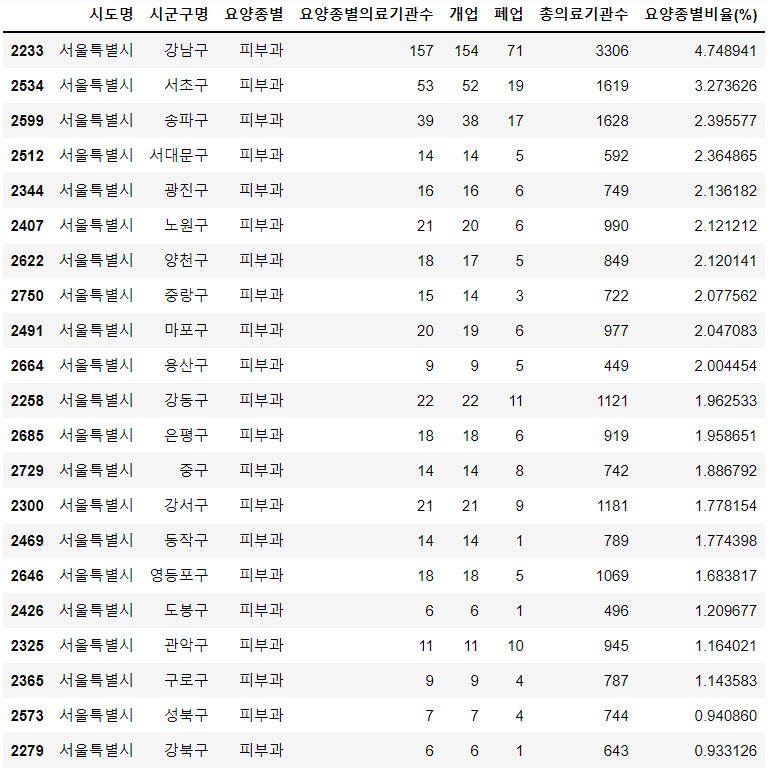 시도명 시군구명 요양종별 요양종별의료기관수 개업 폐업 총의료기관수 요양종별비율(%)
2233 서울특별시 강남구 피부과 157 154 71 3306 4.748941
2534 서울특별시 서초구 피부과 53 52 19 1619 3.273626
2599 서울특별시 송파구 피부과 39 38 17 1628 2.395577
2512 서울특별시 서대문구 피부과 14 14 5 592 2.364865
2344 서울특별시 광진구 피부과 16 16 6 749 2.136182
2407 서울특별시 노원구 피부과 21 20 6 990 2.121212
2622 서울특별시 양천구 피부과 18 17 5 849 2.120141
2750 서울특별시 중랑구 피부과 15 14 3 722 2.077562
2491 서울특별시 마포구 피부과 20 19 6 977 2.047083
2664 서울특별시 용산구 피부과 9 9 5 449 2.004454
2258 서울특별시 강동구 피부과 22 22 11 1121 1.962533
2685 서울특별시 은평구 피부과 18 18 6 919 1.958651
2729 서울특별시 중구 피부과 14 14 8 742 1.886792
2300 서울특별시 강서구 피부과 21 21 9 1181 1.778154
2469 서울특별시 동작구 피부과 14 14 1 789 1.774398
2646 서울특별시 영등포구 피부과 18 18 5 1069 1.683817
2426 서울특별시 도봉구 피부과 6 6 1 496 1.209677
2325 서울특별시 관악구 피부과 11 11 10 945 1.164021
2365 서울특별시 구로구 피부과 9 9 4 787 1.143583
2573 서울특별시 성북구 피부과 7 7 4 744 0.940860
2279 서울특별시 강북구 피부과 6 6 1 643 0.933126